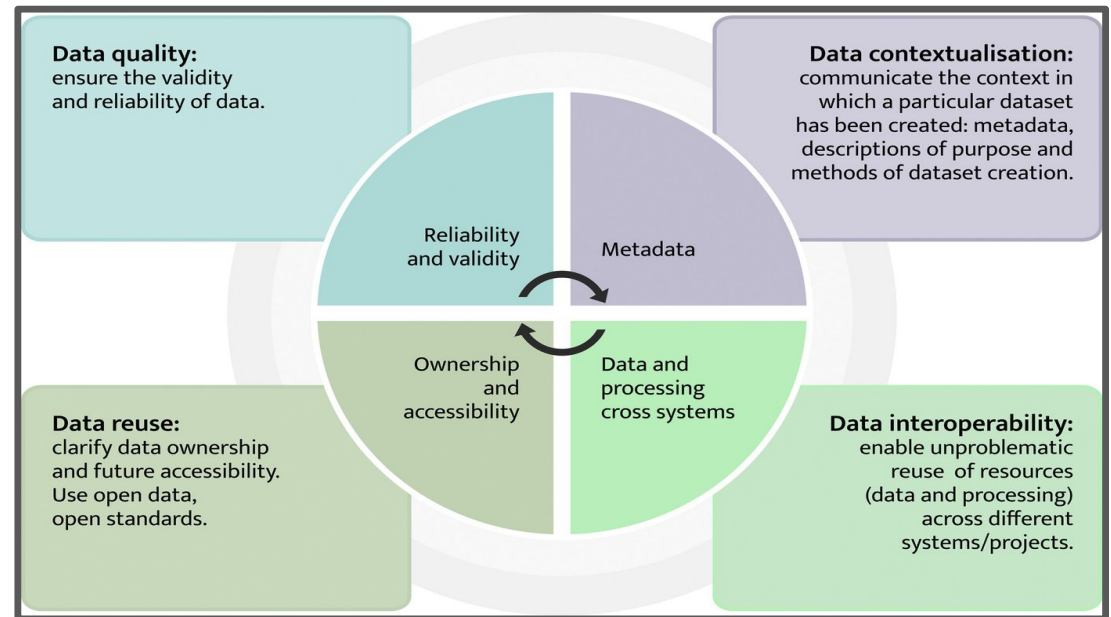 Data quality:
ensure the validity
and reliability of data.
Data contextualisation:
communicate the context in
which a particular dataset
has been created: metadata,
descriptions of purpose and
methods of dataset creation.
Reliability
and validity
Metadata
Ownership
and
accessibility
Data and
processing
cross systems
Data reuse:
clarify data ownership
and future accessibility.
Use open data,
open standards.
Data interoperability:
enable unproblematic
reuse of resources
(data and processing)
across different
systems/projects.